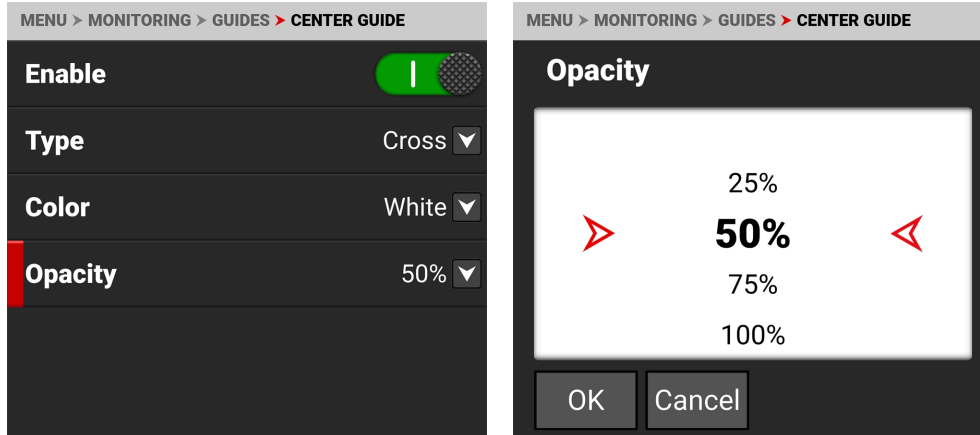 MENU > MONITORING > GUIDES > CENTER GUIDE
Enable
Type Cross
Color White
Opacity 50%
MENU > MONITORING > GUIDES > CENTER GUIDE
Opacity
25%
50%
75%
100%
OK Cancel